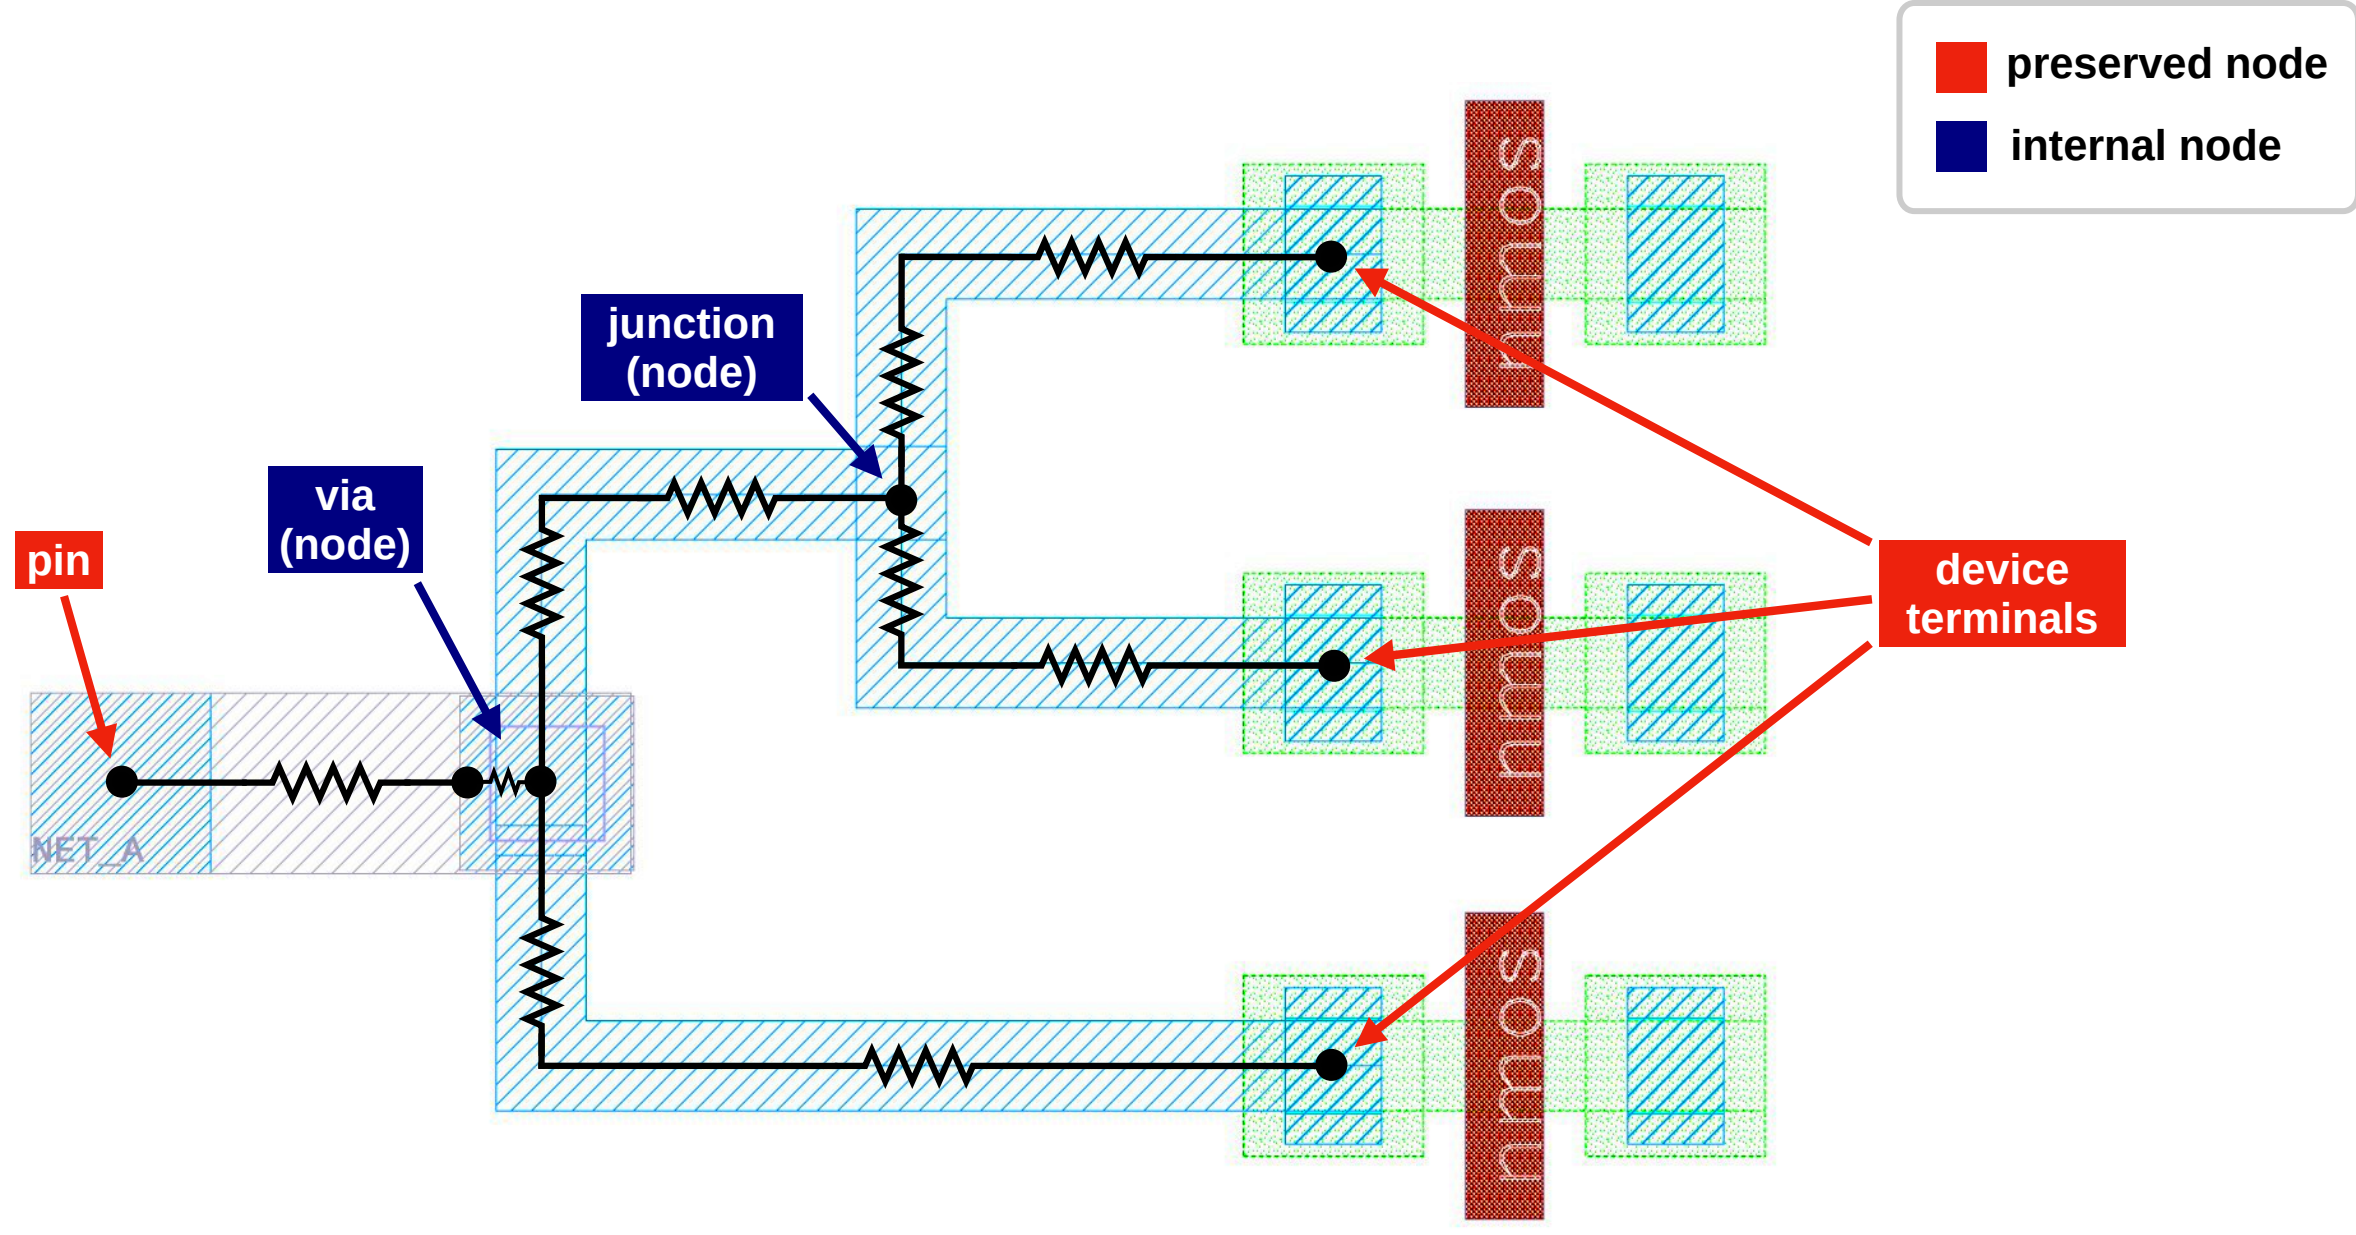 preserved node
internal node
nmos
junction
(node)
via
(node)
pin
nmos
device
terminals
NET_A
nmos